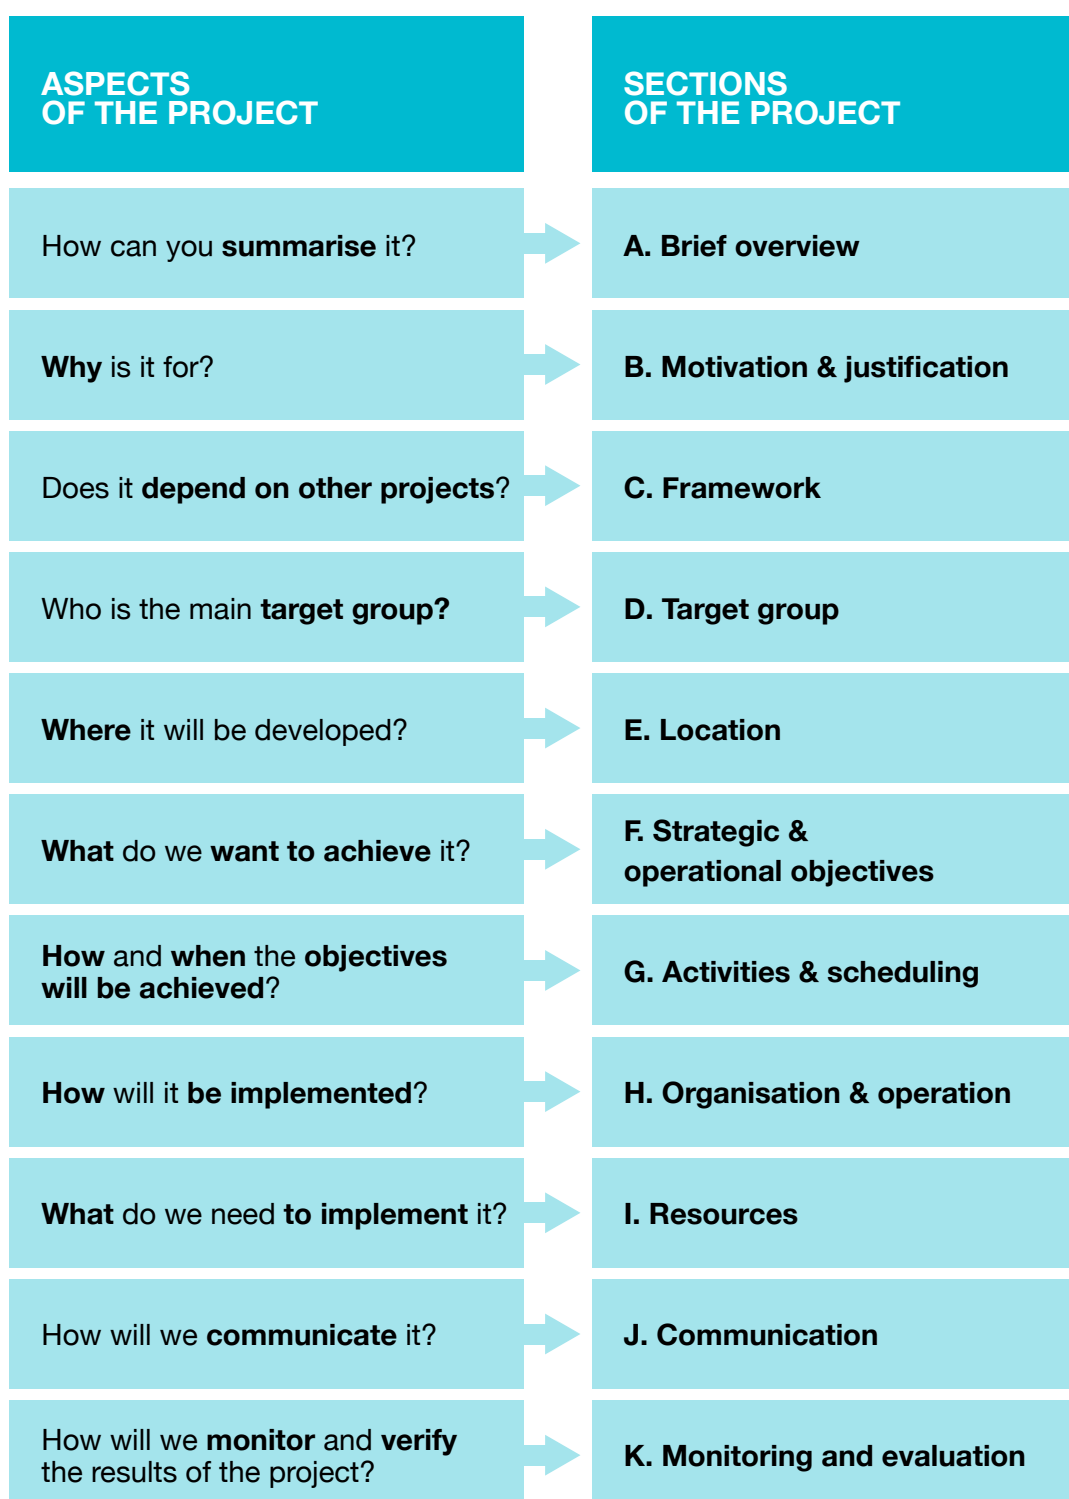 ASPECTS
OF THE PROJECT
SECTIONS
OF THE PROJECT
How can you summarise it?
A. Brief overview
Why is it for?
B. Motivation & justification
Does it depend on other projects?
C. Framework
Who is the main target group?
D. Target group
Where it will be developed?
E. Location
What do we want to achieve it?
F. Strategic &
operational objectives
How and when the objectives
will be achieved?
G. Activities & scheduling
How will it be implemented?
H. Organisation & operation
What do we need to implement it?
I. Resources
How will we communicate it?
J. Communication
How will we monitor and verify
the results of the project?
K. Monitoring and evaluation